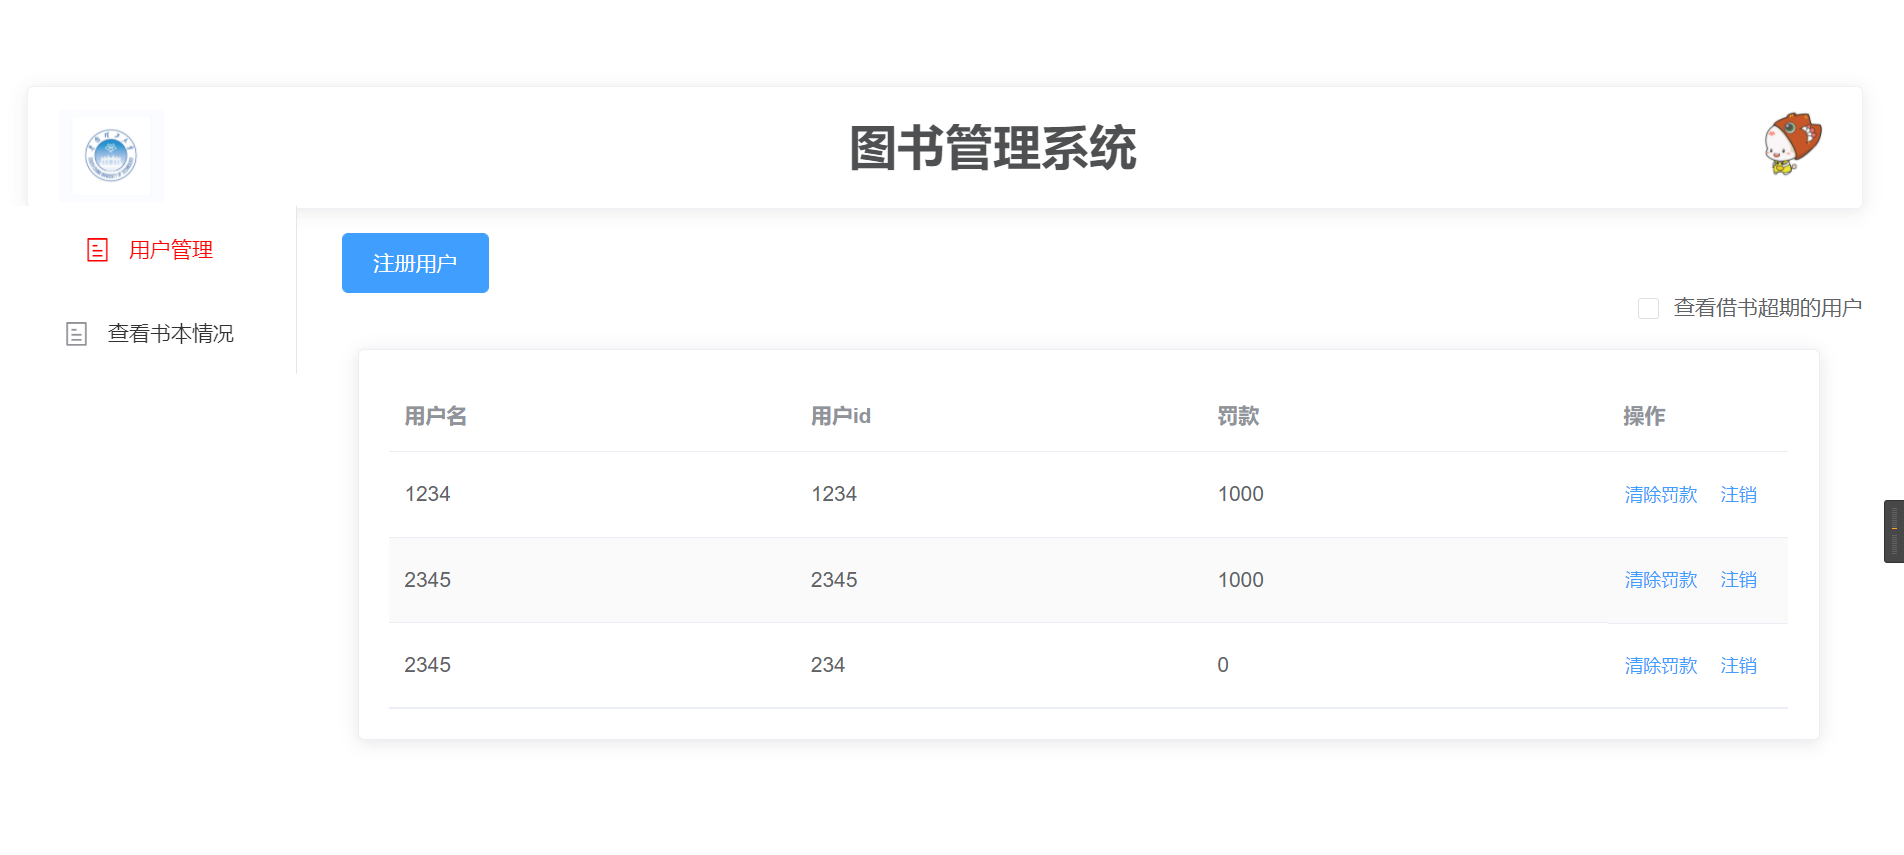 图书管理系统
用户管理
查看书本情况
注册用户
查看借书超期的用户
用户名 用户id 罚款 操作
1234 1234 1000 清除罚款 注销
2345 2345 1000 清除罚款 注销
2345 234 0 清除罚款 注销